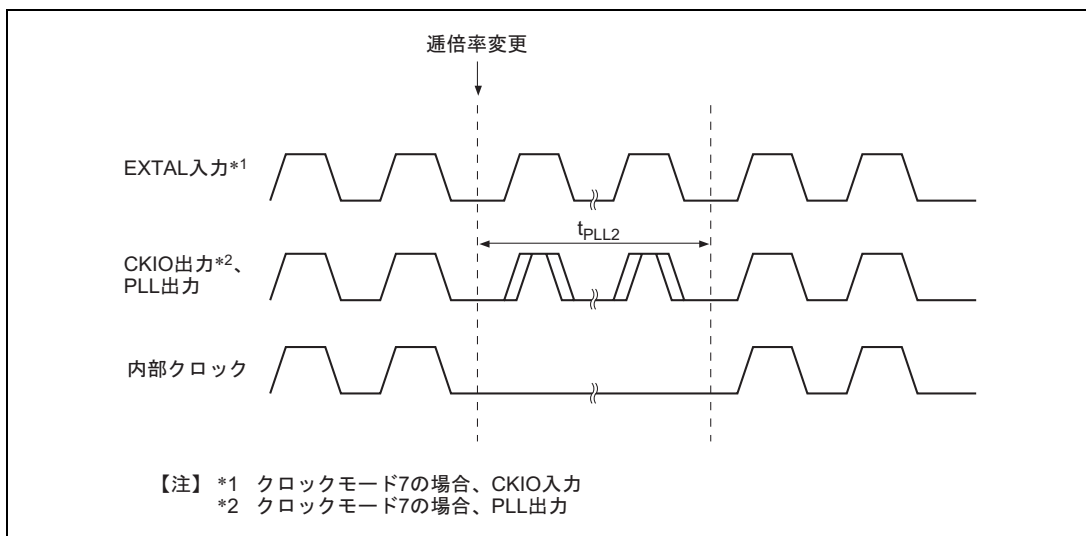 逓倍率変更
EXTAL入力*1
tPLL2
CKIO出力*2、
PLL出力
内部クロック
【注】 *1 クロックモード7の場合、CKIO入力
*2 クロックモード7の場合、PLL出力